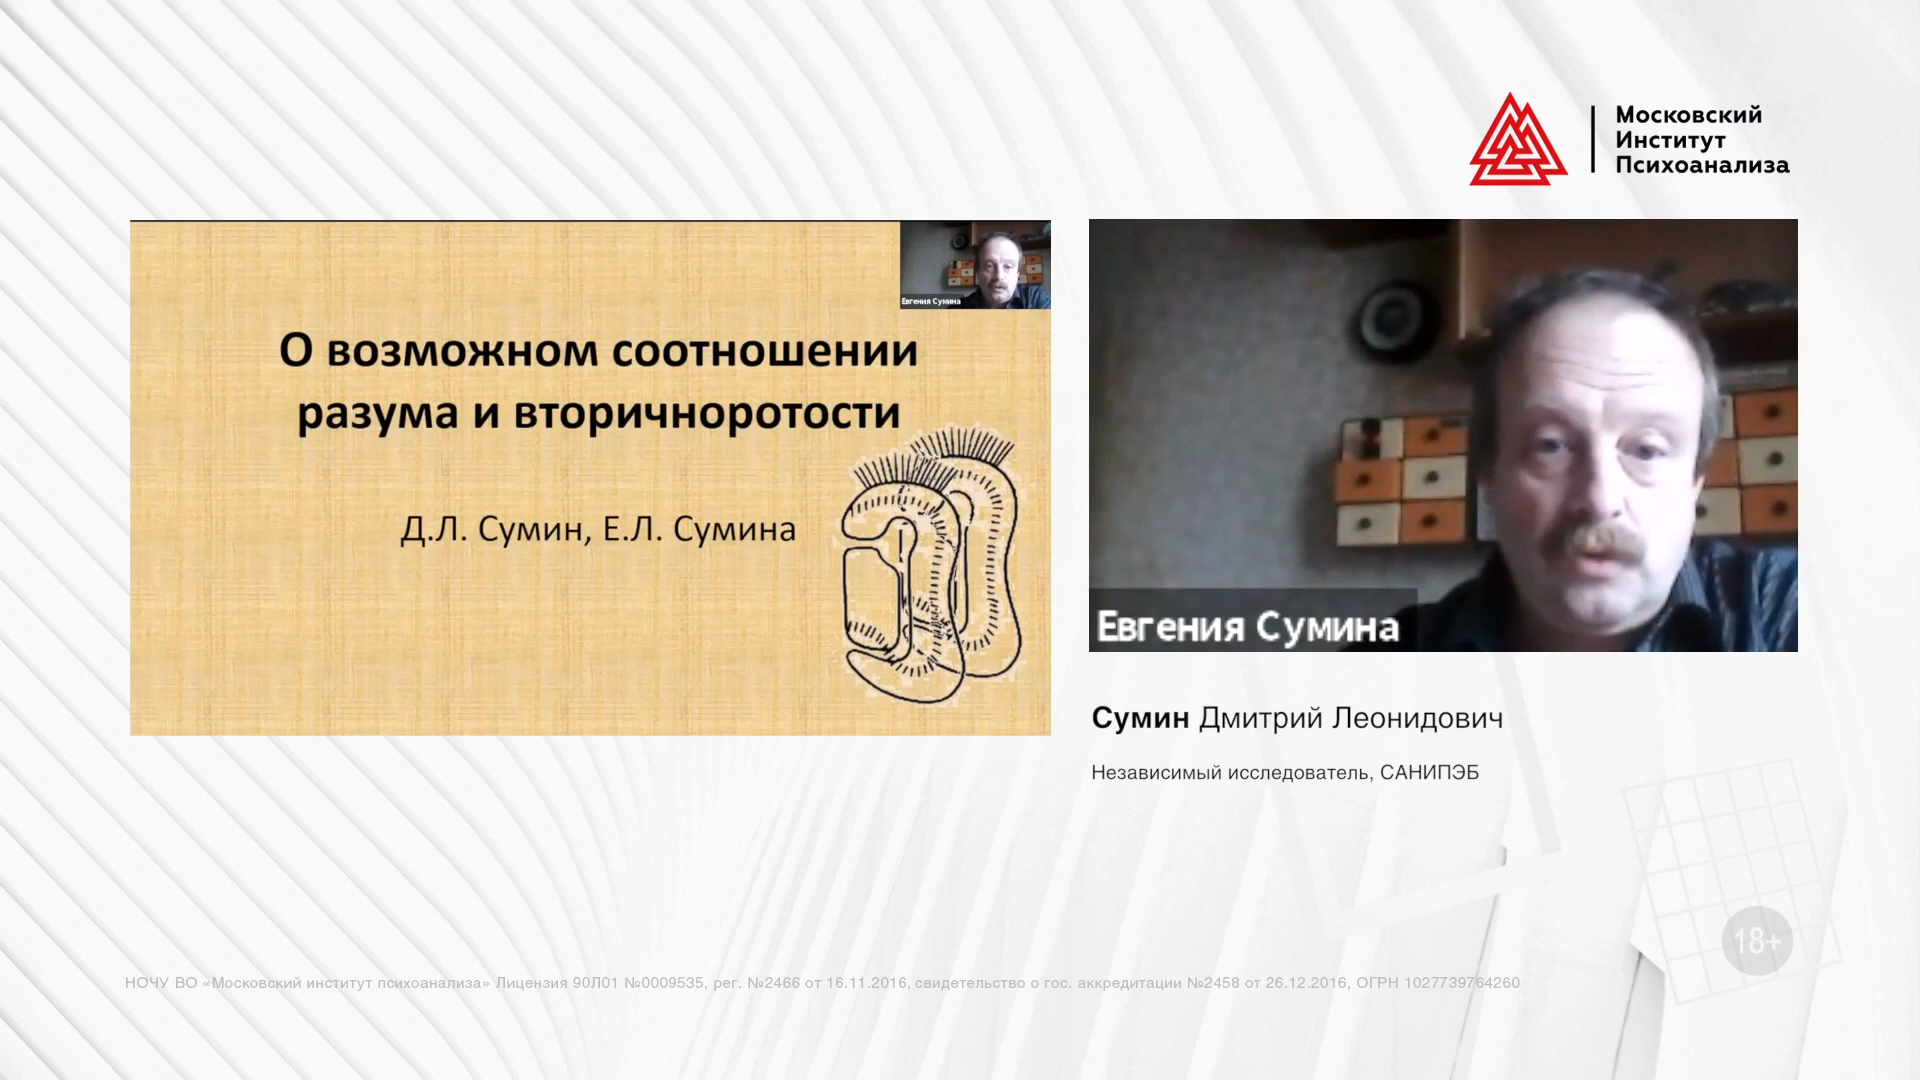 Московский
Институт
Психоанализа
Евгения Сумина
О возможном соотношении
разума и вторичноротости
Д.Л. Сумин, Е.Л. Сумина
Евгения Сумина
Сумин Дмитрий Леонидович
Независимый исследователь, САНИПЭБ
18+
НОЧУ ВО «Московский институт психоанализа» Лицензия 90Л01 №0009535, рег. №2466 от 16.11.2016, свидетельство о гос. аккредитации №2458 от 26.12.2016, ОГРН 1027739764260